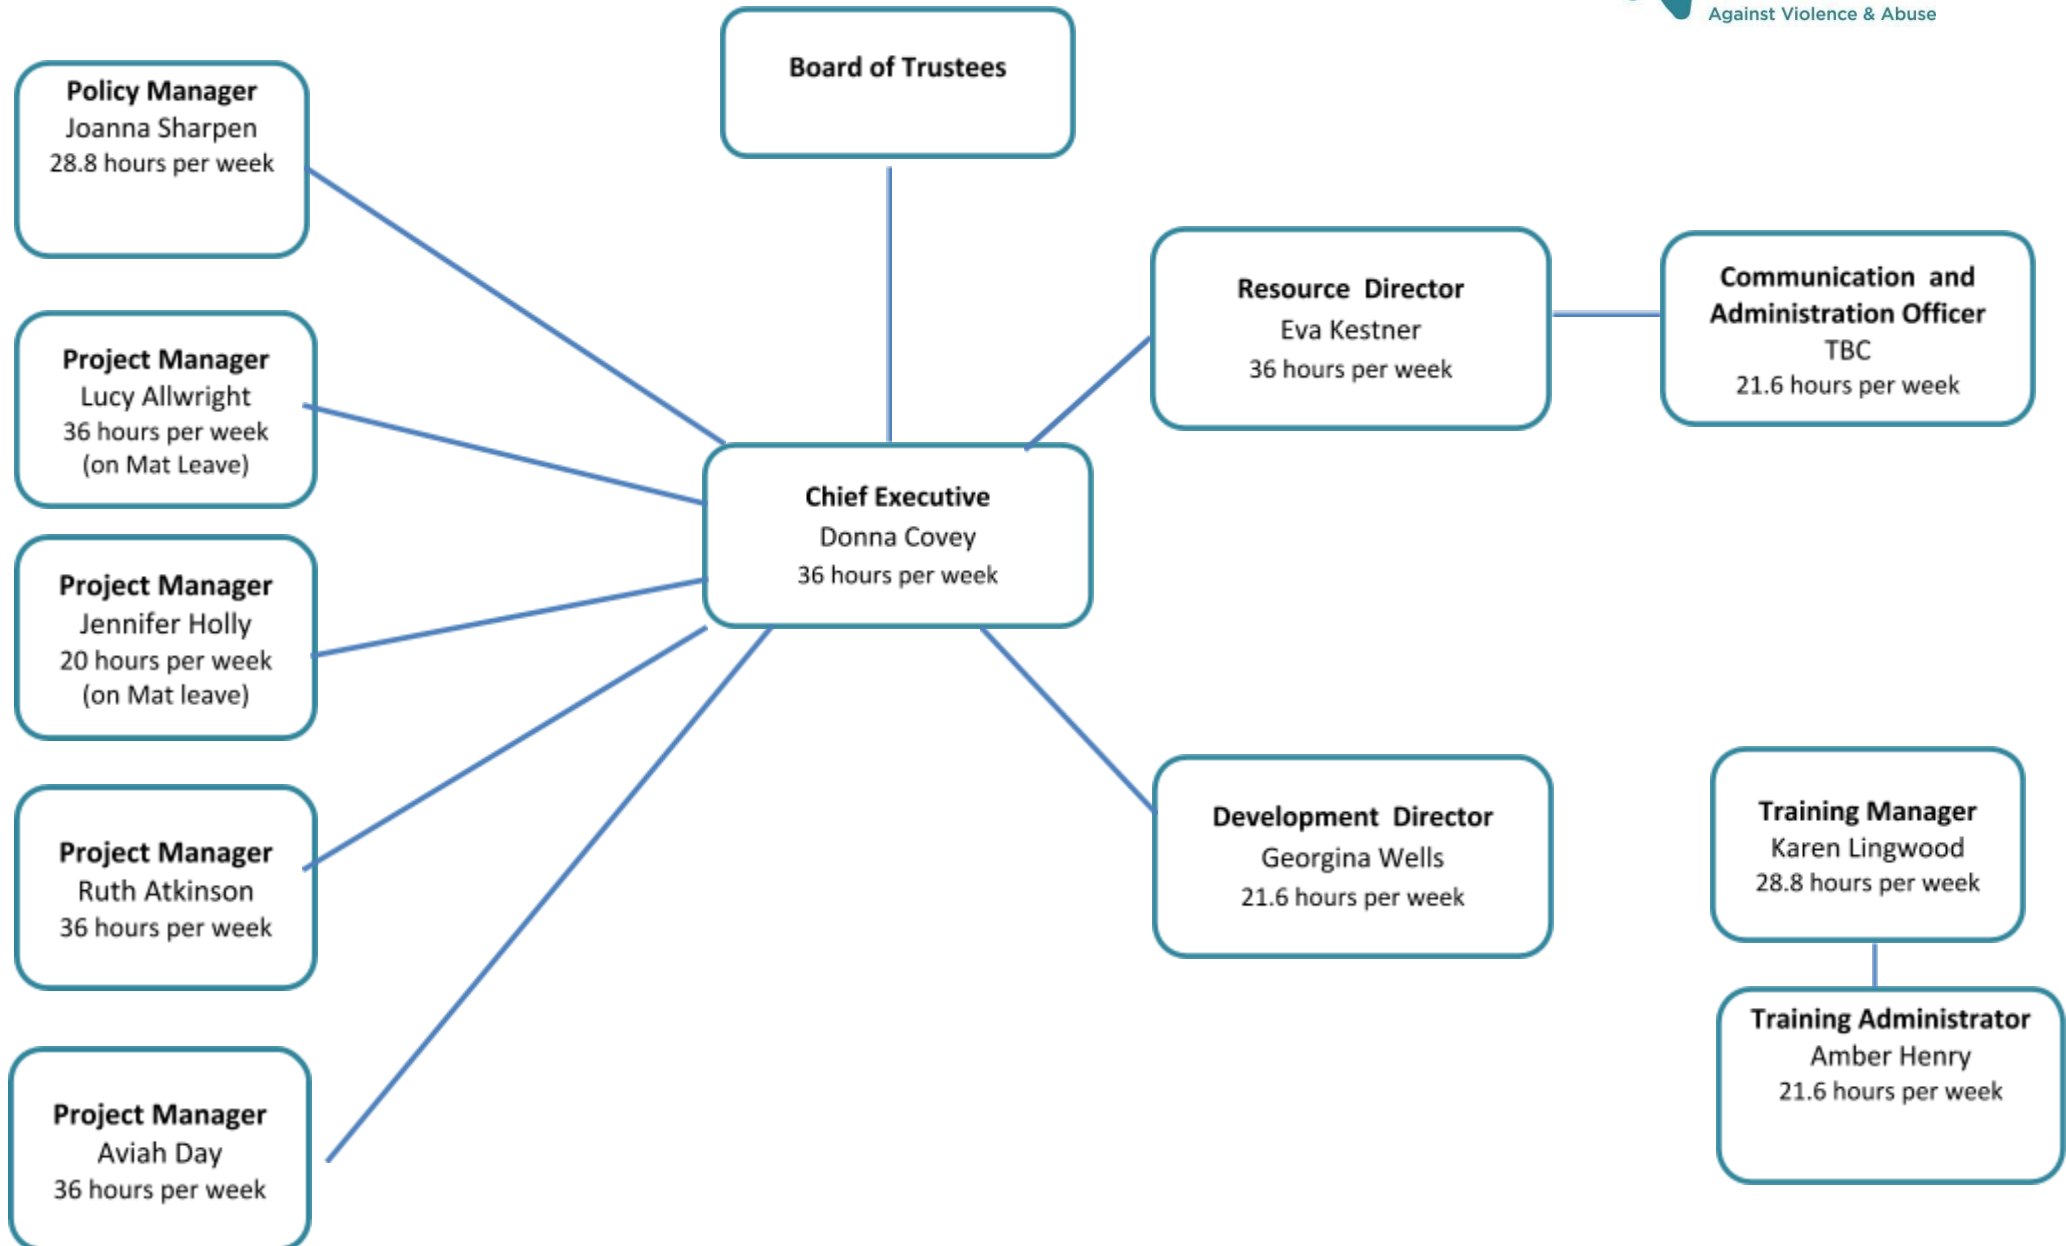 Against Violence & Abuse
Board of Trustees
Policy Manager
Joanna Sharpen
28.8 hours per week
Resource  Director
Eva Kestner
36 hours per week
Communication  and
Administration Officer
TBC
21.6 hours per week
Project Manager
Lucy Allwright
36 hours per week
(on Mat Leave)
Chief Executive
Donna Covey
36 hours per week
Project Manager
Jennifer Holly
20 hours per week
(on Mat leave)
Project Manager
Ruth Atkinson
36 hours per week
Development  Director
Georgina Wells
21.6 hours per week
Training Manager
Karen Lingwood
28.8 hours per week
Training Administrator
Amber Henry
21.6 hours per week
Project Manager
Aviah Day
36 hours per week